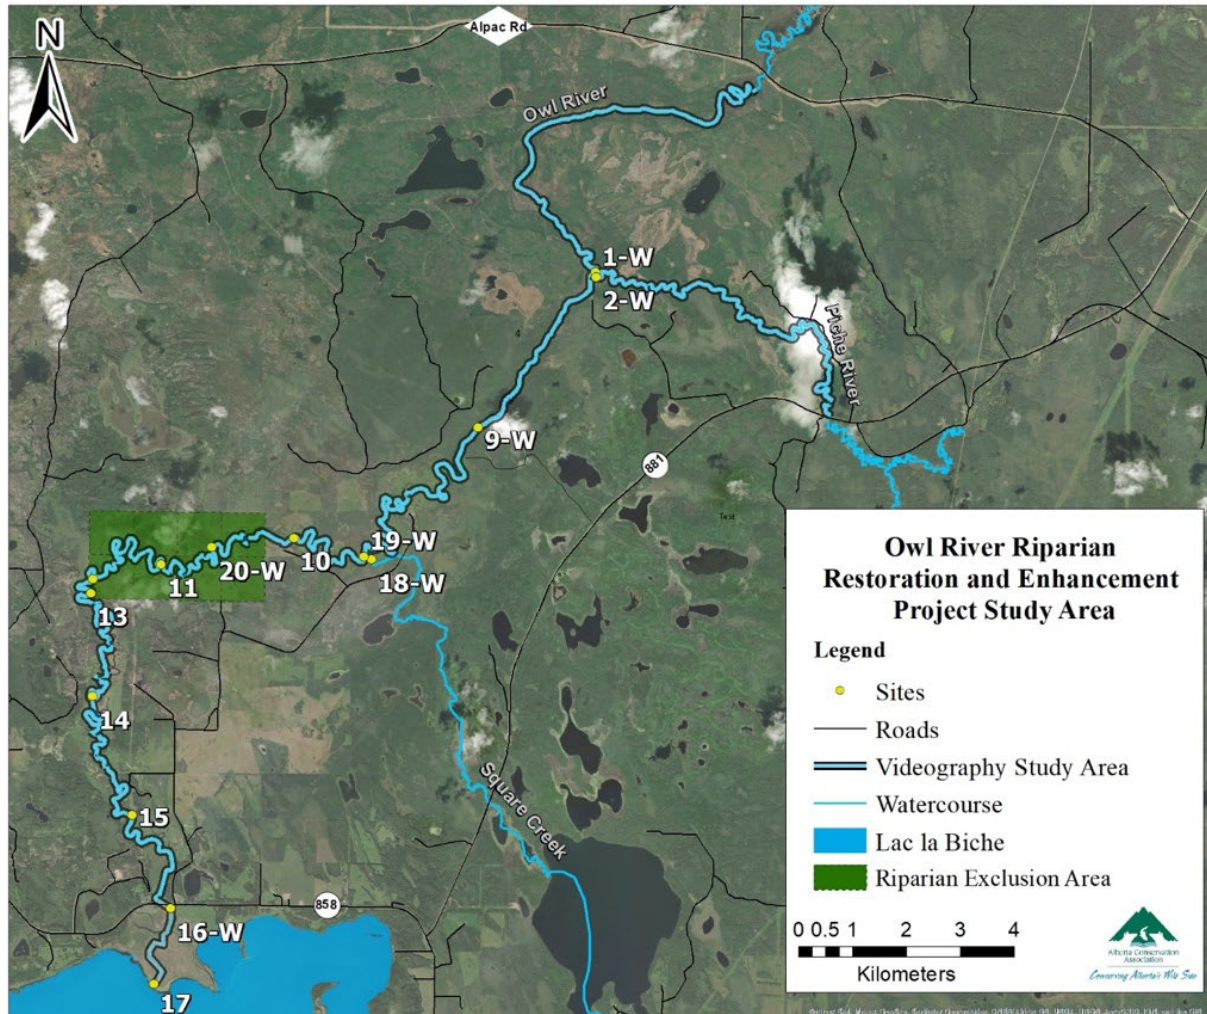 Alpac Rd
N
Owl River
1-W
2-W
Piche River
4
9-W
881
Text
19-W
10
20-W
18-W
11
13
14
Square Creek
15
858
16-W
17
Owl River Riparian
Restoration and Enhancement
Project Study Area
Legend
Sites
Roads
Videography Study Area
Watercourse
Lac la Biche
Riparian Exclusion Area
0 0.5 1 2 3 4
Kilometers
Alberta Conservation
Association
Conserving Alberta's Wild Side